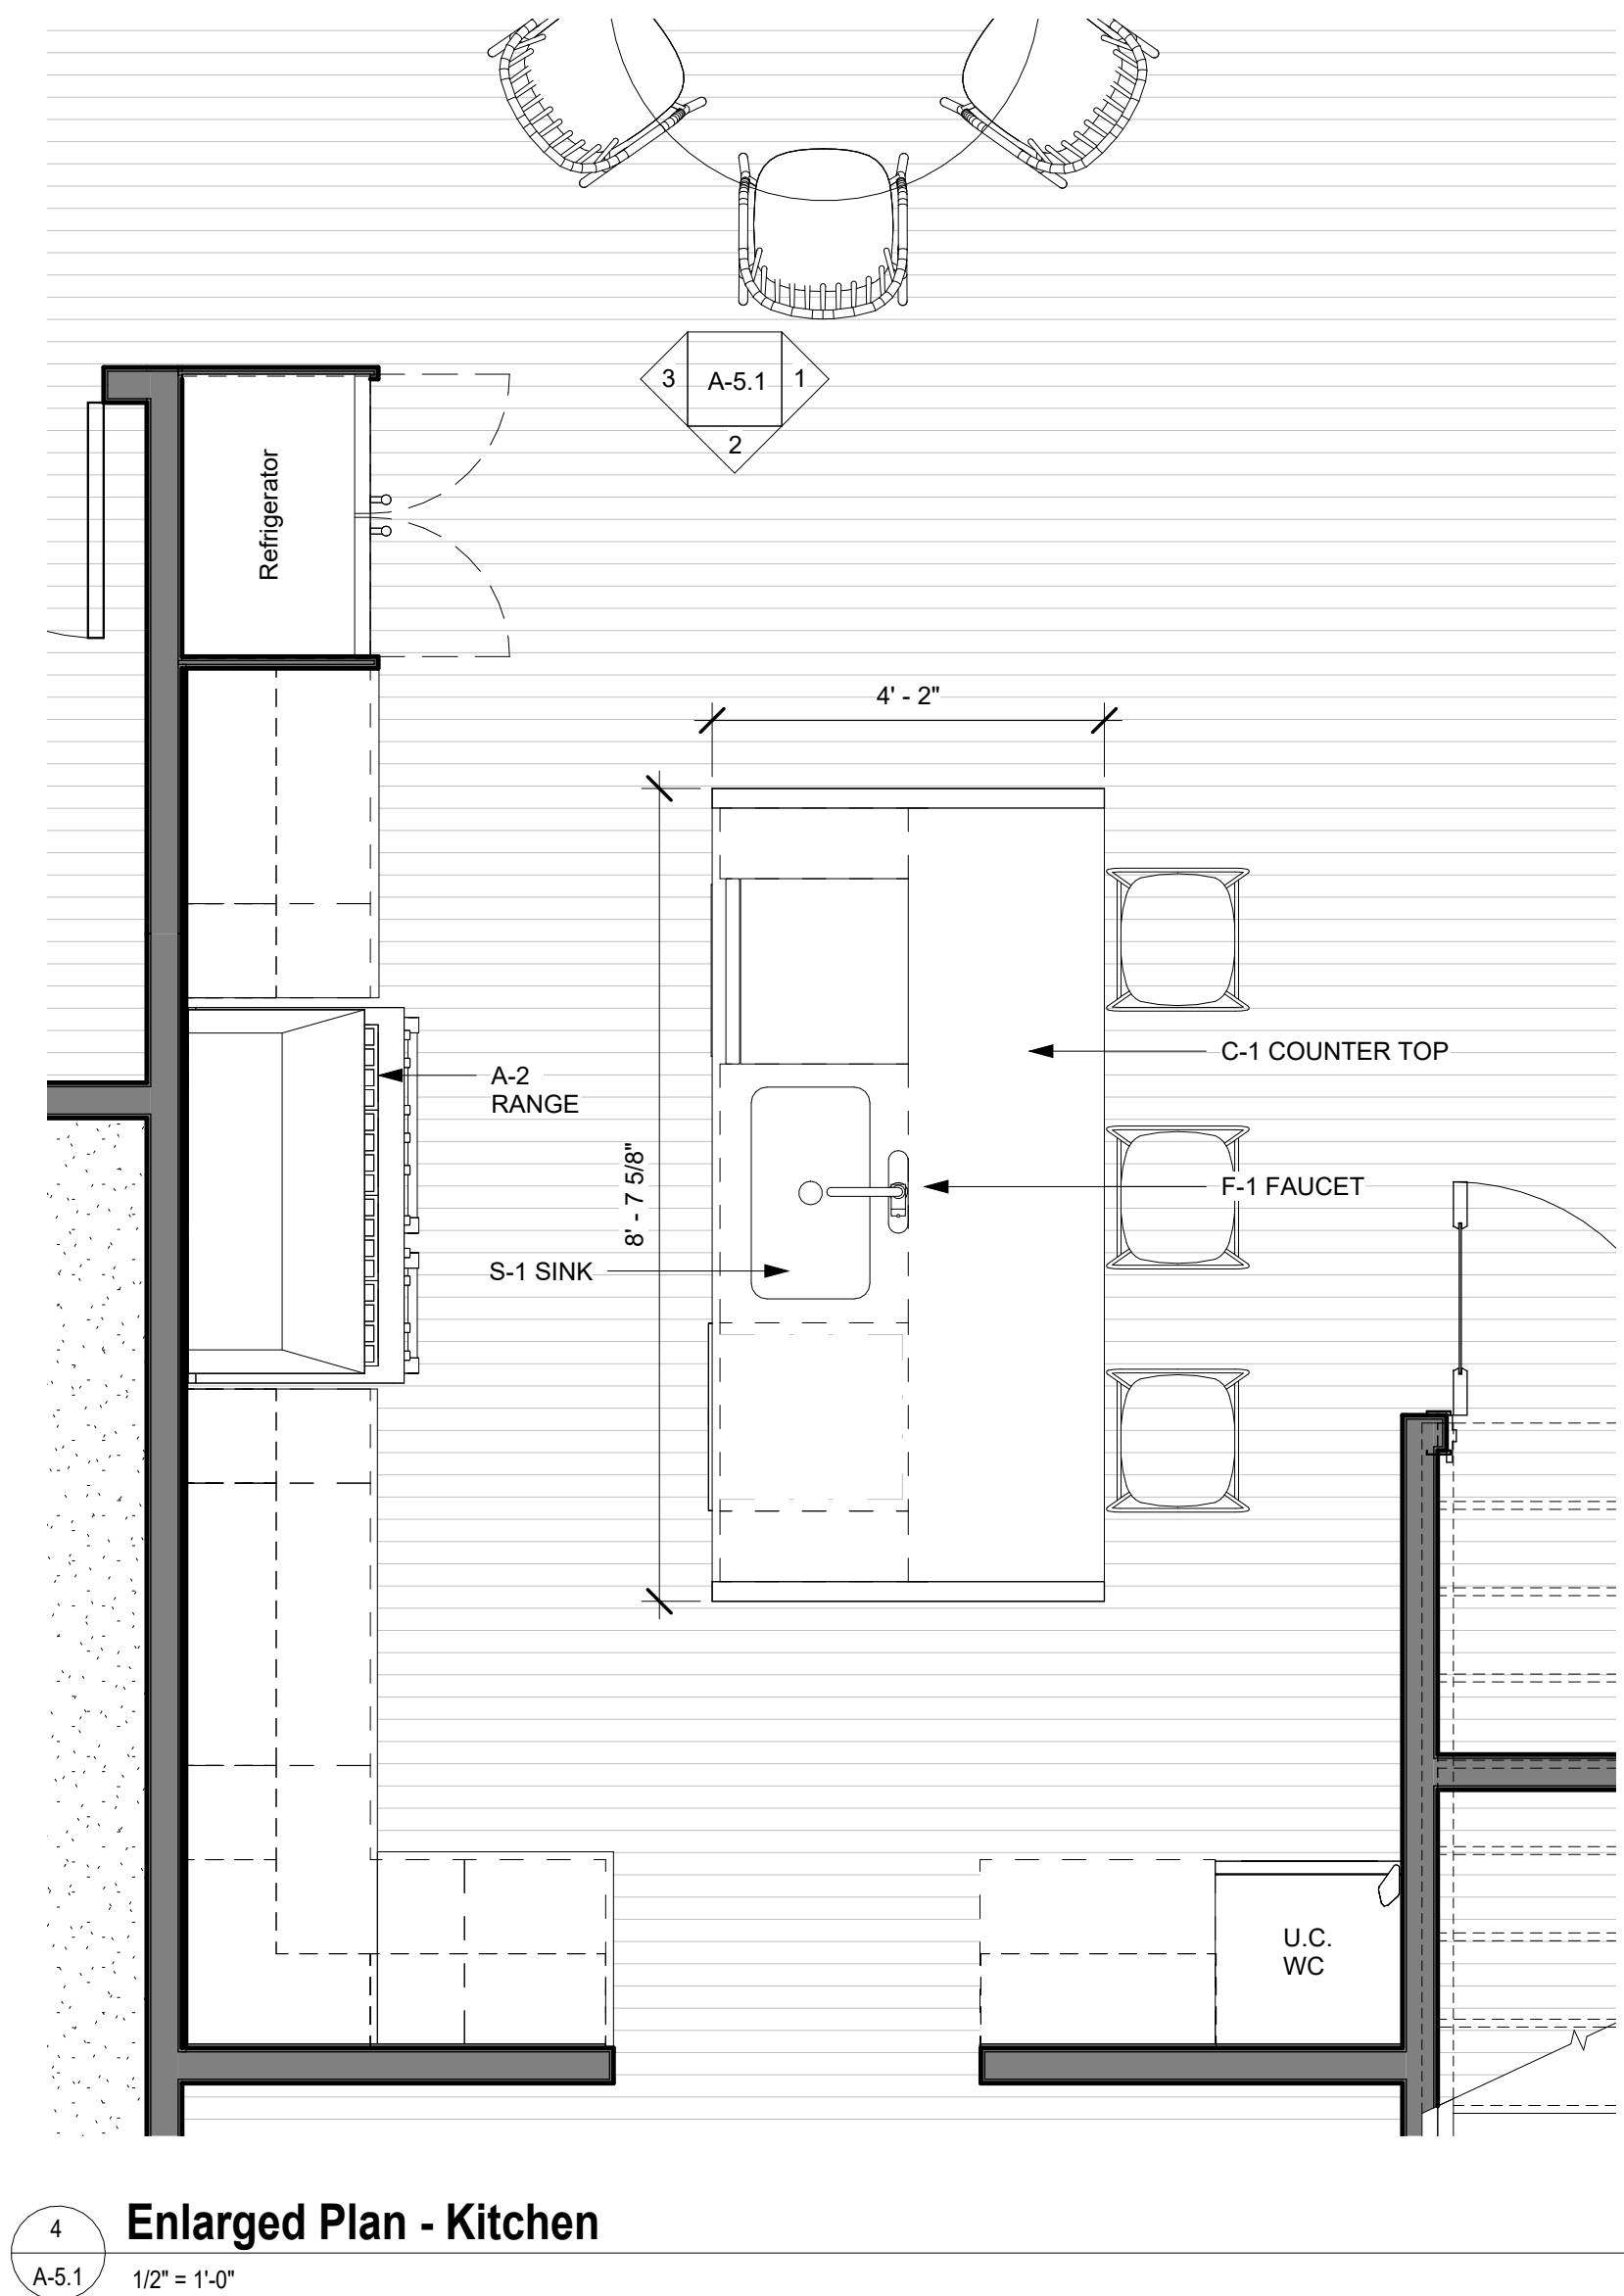 3 A-5.1 1
2
Refrigerator
4' - 2"
C-1 COUNTER TOP
A-2
RANGE
8' - 7 5/8"
F-1 FAUCET
S-1 SINK
U.C.
WC
4
Enlarged Plan - Kitchen
A-5.1
1/2" = 1'-0"